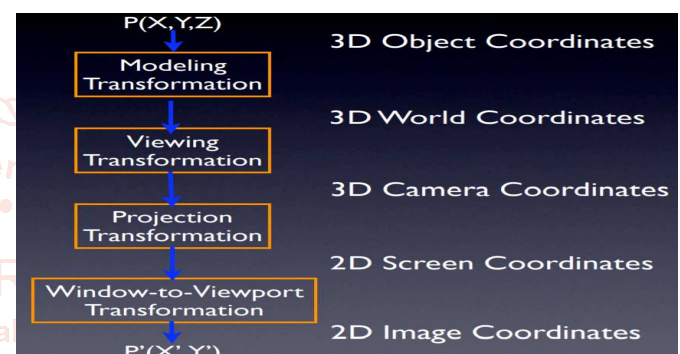 P(X,Y,Z)
3D Object Coordinates
Modeling
Transformation
3D World Coordinates
Viewing
Transformation
3D Camera Coordinates
Projection
Transformation
2D Screen Coordinates
Window-to-Viewport
Transformation
2D Image Coordinates
P'(X',Y')